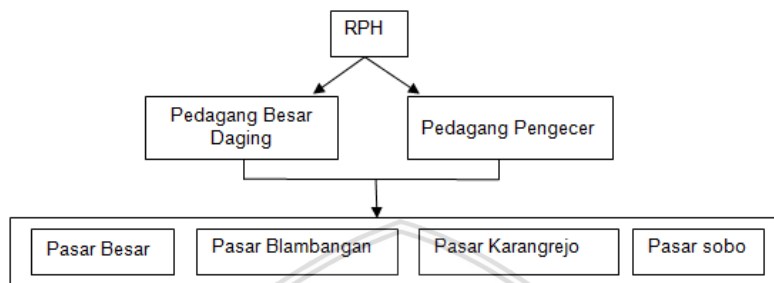 RPH
Pedagang Besar
Daging
Pedagang Pengecer
Pasar Besar
Pasar Blambangan
Pasar Karangrejo
Pasar sobo